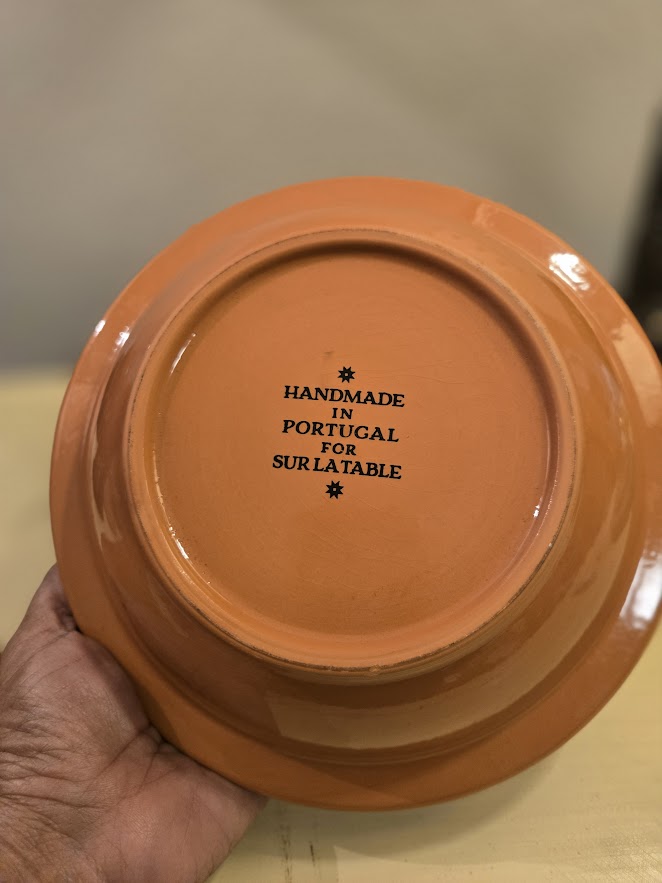 HANDMADE
IN
PORTUGAL
FOR
SUR LA TABLE